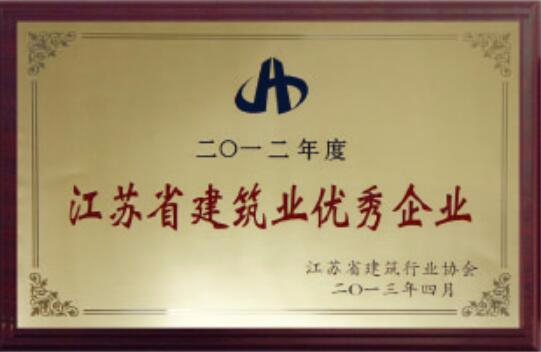 二〇一二年度
江苏省建筑业优秀企业
江苏省建筑行业协会
二〇一三年四月